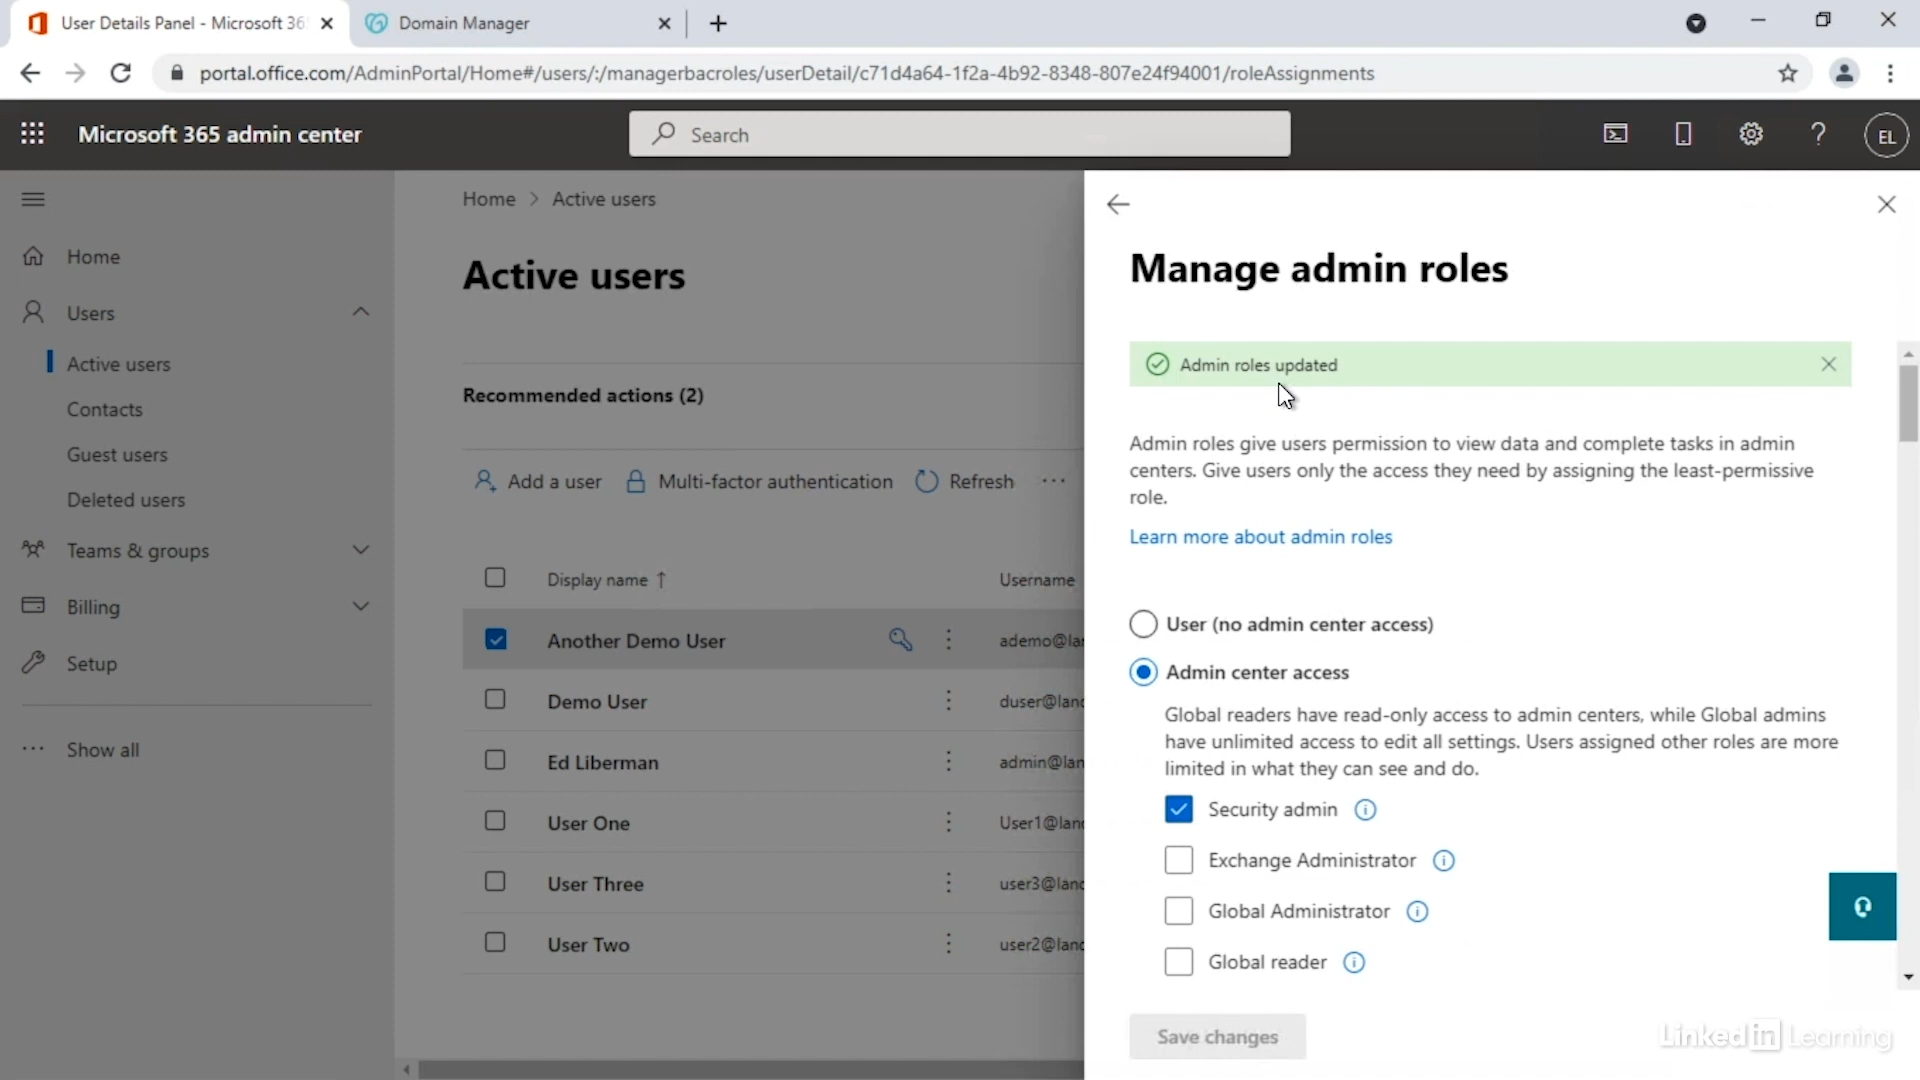 User Details Panel - Microsoft 36
Domain Manager
portal.office.com/AdminPortal/Home#/users/:/managerbacroles/userDetail/c71d4a64-1f2a-4b92-8348-807e24f94001/roleAssignments
Microsoft 365 admin center
Search
EL
Home
Users
Active users
Contacts
Guest users
Deleted users
Teams & groups
Billing
Setup
Show all
Home > Active users
Active users
Recommended actions (2)
Add a user
Multi-factor authentication
Refresh
Display name ↑
Username
Another Demo User
ademo@lan
Demo User
duser@land
Ed Liberman
admin@lan
User One
User1@land
User Three
user3@land
User Two
user2@land
Manage admin roles
Admin roles updated
Admin roles give users permission to view data and complete tasks in admin
centers. Give users only the access they need by assigning the least-permissive
role.
Learn more about admin roles
User (no admin center access)
Admin center access
Global readers have read-only access to admin centers, while Global admins
have unlimited access to edit all settings. Users assigned other roles are more
limited in what they can see and do.
Security admin
Exchange Administrator
Global Administrator
Global reader
Save changes
Linked in Learning